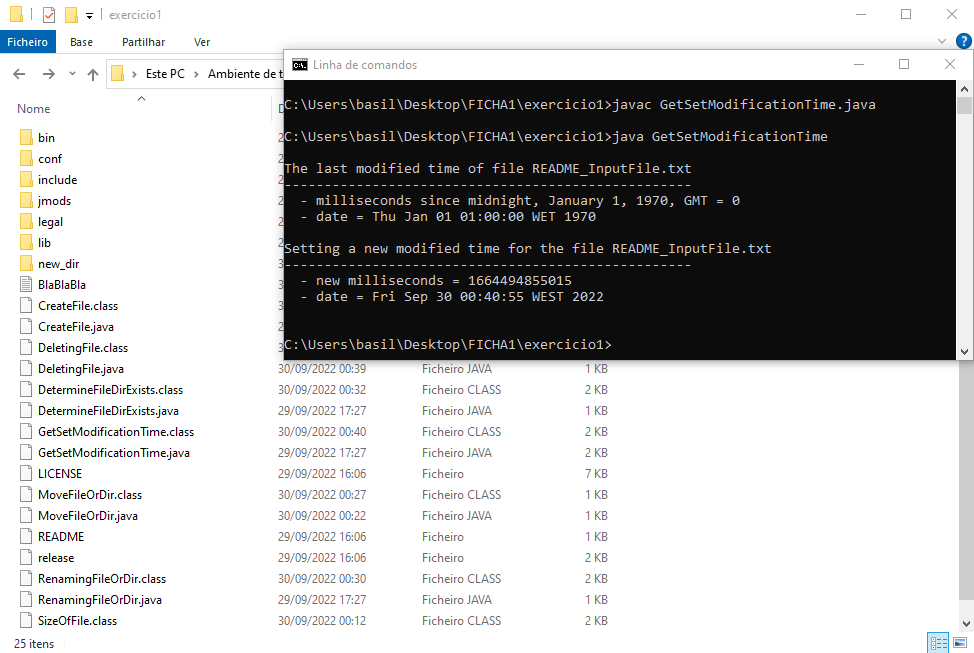 exercicio1
Ficheiro Base Partilhar Ver
Este PC Ambiente de t
Linha de comandos
C:\Users\basil\Desktop\FICHA1\exercicio1>javac GetSetModificationTime.java
C:\Users\basil\Desktop\FICHA1\exercicio1>java GetSetModificationTime
The last modified time of file README_InputFile.txt
---------------------------------------------------
- milliseconds since midnight, January 1, 1970, GMT = 0
- date = Thu Jan 01 01:00:00 WET 1970
Setting a new modified time for the file README_InputFile.txt
---------------------------------------------------
- new milliseconds = 1664494855015
- date = Fri Sep 30 00:40:55 WEST 2022
C:\Users\basil\Desktop\FICHA1\exercicio1>
Nome
bin
conf
include
jmods
legal
lib
new_dir
BlaBlaBla
CreateFile.class
CreateFile.java
DeletingFile.class
DeletingFile.java 30/09/2022 00:39 Ficheiro JAVA 1 KB
DetermineFileDirExists.class 30/09/2022 00:32 Ficheiro CLASS 2 KB
DetermineFileDirExists.java 29/09/2022 17:27 Ficheiro JAVA 1 KB
GetSetModificationTime.class 30/09/2022 00:40 Ficheiro CLASS 2 KB
GetSetModificationTime.java 29/09/2022 17:27 Ficheiro JAVA 2 KB
LICENSE 29/09/2022 16:06 Ficheiro 7 KB
MoveFileOrDir.class 30/09/2022 00:27 Ficheiro CLASS 1 KB
MoveFileOrDir.java 30/09/2022 00:22 Ficheiro JAVA 1 KB
README 29/09/2022 16:06 Ficheiro 1 KB
release 29/09/2022 16:06 Ficheiro 2 KB
RenamingFileOrDir.class 30/09/2022 00:30 Ficheiro CLASS 2 KB
RenamingFileOrDir.java 29/09/2022 17:27 Ficheiro JAVA 1 KB
SizeOfFile.class 30/09/2022 00:12 Ficheiro CLASS 2 KB
25 itens